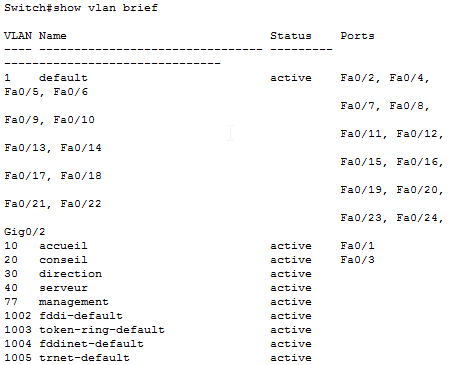 Switch#show vlan brief
VLAN Name                             Status    Ports
---- -------------------------------- ---------
-------------------------------
1    default                          active    Fa0/2, Fa0/4,
Fa0/5, Fa0/6
                                                Fa0/7, Fa0/8,
Fa0/9, Fa0/10
                                                Fa0/11, Fa0/12,
Fa0/13, Fa0/14
                                                Fa0/15, Fa0/16,
Fa0/17, Fa0/18
                                                Fa0/19, Fa0/20,
Fa0/21, Fa0/22
                                                Fa0/23, Fa0/24,
Gig0/2
10   accueil                          active    Fa0/1
20   conseil                          active    Fa0/3
30   direction                        active
40   serveur                          active
77   management                       active
1002 fddi-default                     active
1003 token-ring-default               active
1004 fddinet-default                  active
1005 trnet-default                    active